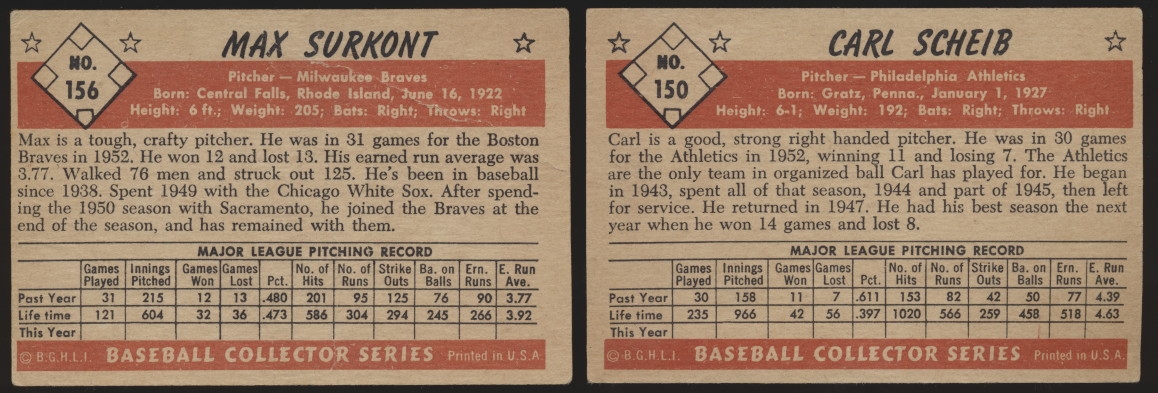 MAX SURKONT
NO.
156
Pitcher — Milwaukee Braves
Born: Central Falls, Rhode Island, June 16, 1922
Height: 6 ft.; Weight: 205; Bats: Right; Throws: Right
Max is a tough, crafty pitcher. He was in 31 games for the Boston
Braves in 1952. He won 12 and lost 13. His earned run average was
3.77. Walked 76 men and struck out 125. He's been in baseball
since 1938. Spent 1949 with the Chicago White Sox. After spend-
ing the 1950 season with Sacramento, he joined the Braves at the
end of the season, and has remained with them.
MAJOR LEAGUE PITCHING RECORD
Games Played Innings Pitched Games Won Games Lost Pct. No. of Hits No. of Runs Strike Outs Ba. on Balls Ern. Runs E. Run Ave.
Past Year 31 215 12 13 .480 201 95 125 76 90 3.77
Life time 121 604 32 36 .473 586 304 294 245 266 3.92
This Year
© B.G.H.L.I. BASEBALL COLLECTOR SERIES Printed in U.S.A.
CARL SCHEIB
NO.
150
Pitcher — Philadelphia Athletics
Born: Gratz, Penna., January 1, 1927
Height: 6-1; Weight: 192; Bats: Right; Throws: Right
Carl is a good, strong right handed pitcher. He was in 30 games
for the Athletics in 1952, winning 11 and losing 7. The Athletics
are the only team in organized ball Carl has played for. He began
in 1943, spent all of that season, 1944 and part of 1945, then left
for service. He returned in 1947. He had his best season the next
year when he won 14 games and lost 8.
MAJOR LEAGUE PITCHING RECORD
Games Played Innings Pitched Games Won Games Lost Pct. No. of Hits No. of Runs Strike Outs Ba. on Balls Ern. Runs E. Run Ave.
Past Year 30 158 11 7 .611 153 82 42 50 77 4.39
Life time 235 966 42 56 .397 1020 566 259 458 518 4.63
This Year
© B.G.H.L.I. BASEBALL COLLECTOR SERIES Printed in U.S.A.